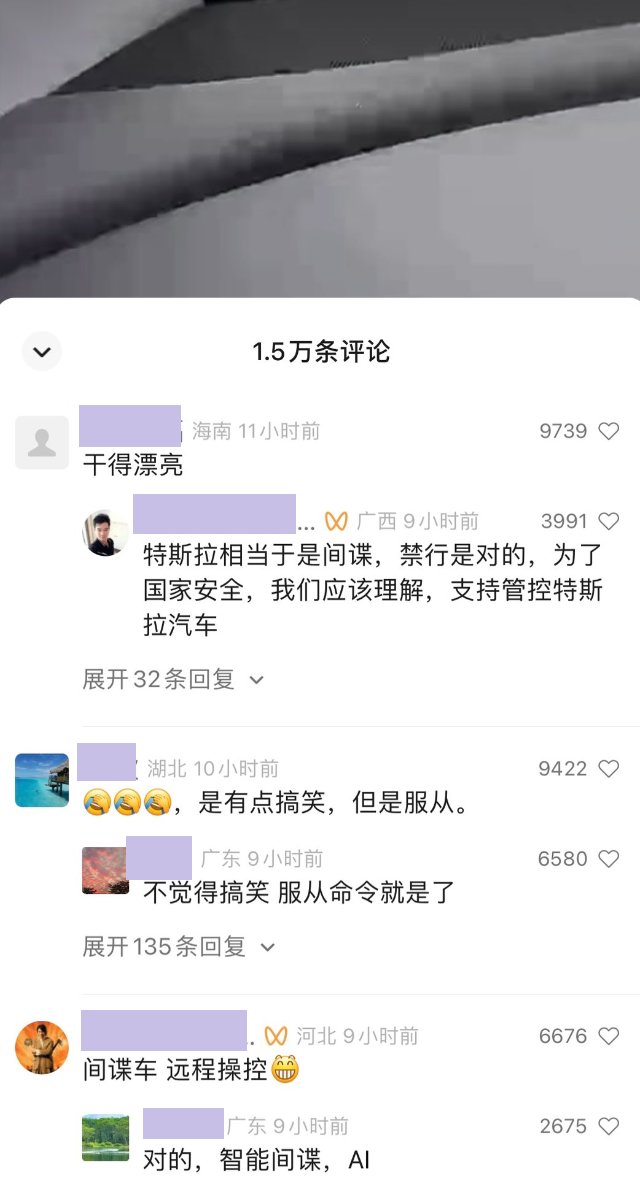 1.5万条评论
海南 11小时前
9739
干得漂亮
... 广西 9小时前
3991
特斯拉相当于是间谍，禁行是对的，为了
国家安全，我们应该理解，支持管控特斯
拉汽车
展开32条回复
湖北 10小时前
9422
🤣🤣🤣，是有点搞笑，但是服从。
广东 9小时前
6580
不觉得搞笑 服从命令就是了
展开135条回复
河北 9小时前
6676
间谍车 远程操控😁
广东 9小时前
2675
对的，智能间谍，AI